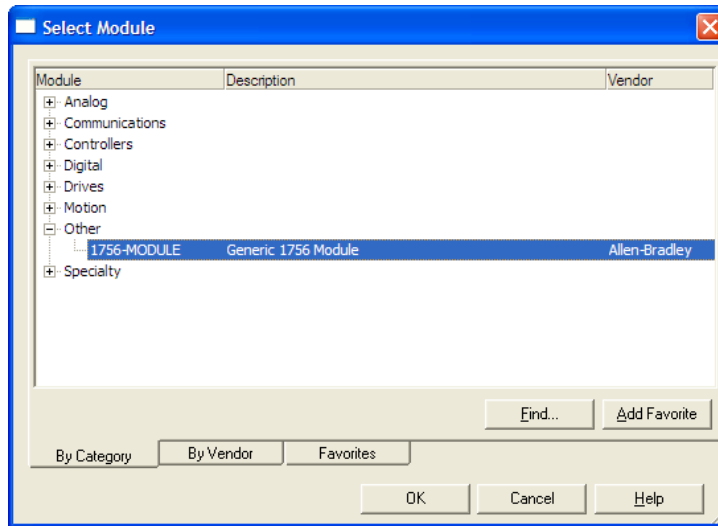 Select Module
Module Description Vendor
Analog
Communications
Controllers
Digital
Drives
Motion
Other
1756-MODULE Generic 1756 Module Allen-Bradley
Specialty
Find... Add Favorite
By Category By Vendor Favorites
OK Cancel Help